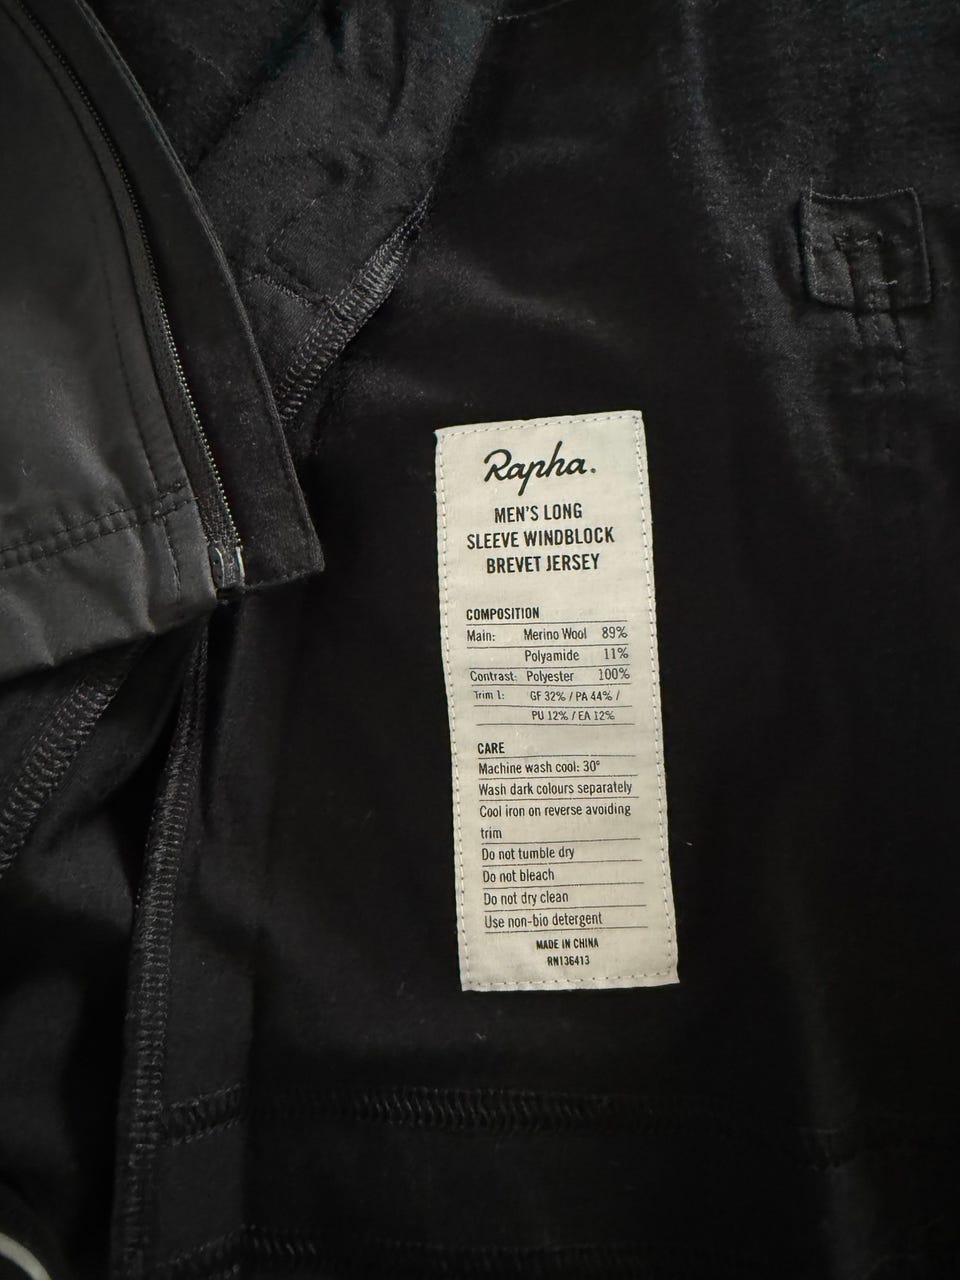 Rapha.
MEN'S LONG
SLEEVE WINDBLOCK
BREVET JERSEY
COMPOSITION
Main: Merino Wool 89%
Polyamide 11%
Contrast: Polyester 100%
Trim 1: GF 32% / PA 44% /
PU 12% / EA 12%
CARE
Machine wash cool: 30°
Wash dark colours separately
Cool iron on reverse avoiding
trim
Do not tumble dry
Do not bleach
Do not dry clean
Use non-bio detergent
MADE IN CHINA
RN136413